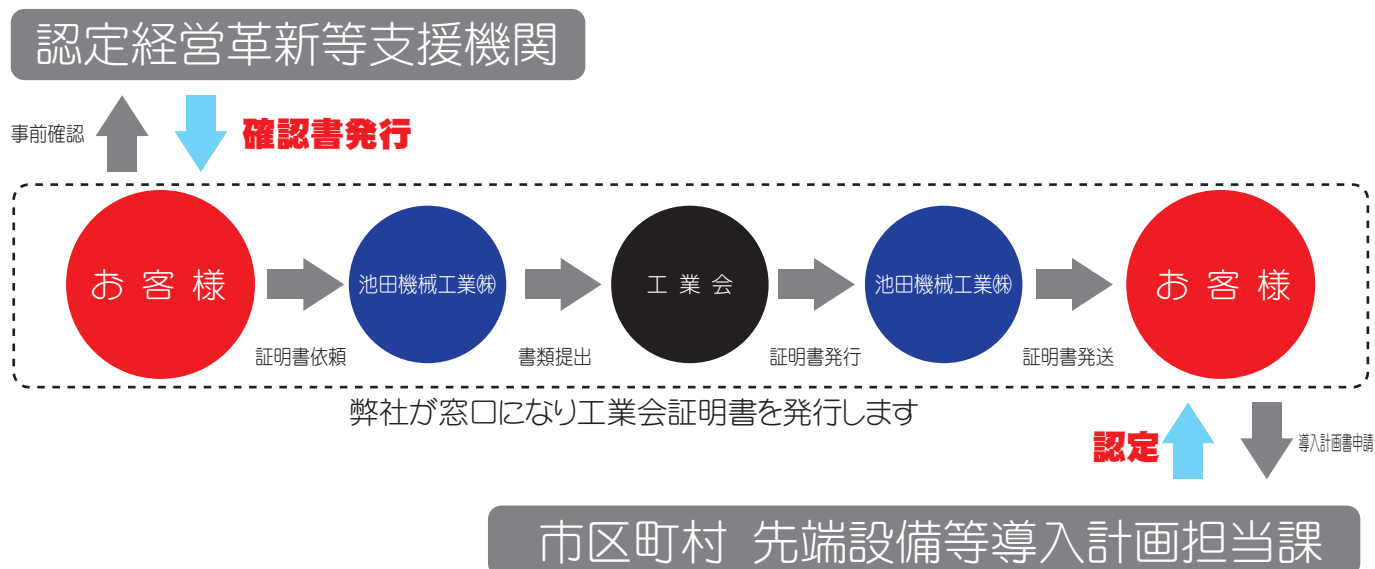 認定経営革新等支援機関
事前確認
確認書発行
お客様
池田機械工業㈱
工業会
池田機械工業㈱
お客様
証明書依頼
書類提出
証明書発行
証明書発送
弊社が窓口になり工業会証明書を発行します
認定
導入計画書申請
市区町村 先端設備等導入計画担当課